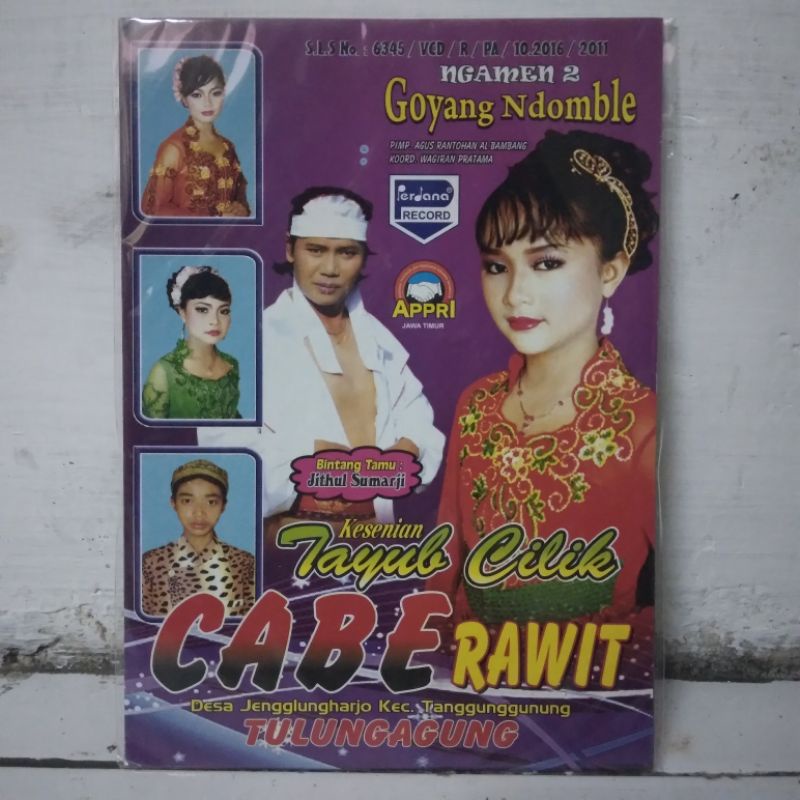 S.L.S No. : 6345 / VCD / R / PA / 10.2016 / 2011
NGAMEN 2
Goyang Ndomble
PIMP. AGUS RANTOHAN AL BAMBANG
KOORD. WAGIRAN PRATAMA
Perdana
RECORD
APPRI
JAWA TIMUR
Bintang Tamu :
Jithul Sumarji
Kesenian
Tayub Cilik
CABE RAWIT
Desa Jengglungharjo Kec. Tanggunggunung
TULUNGAGUNG